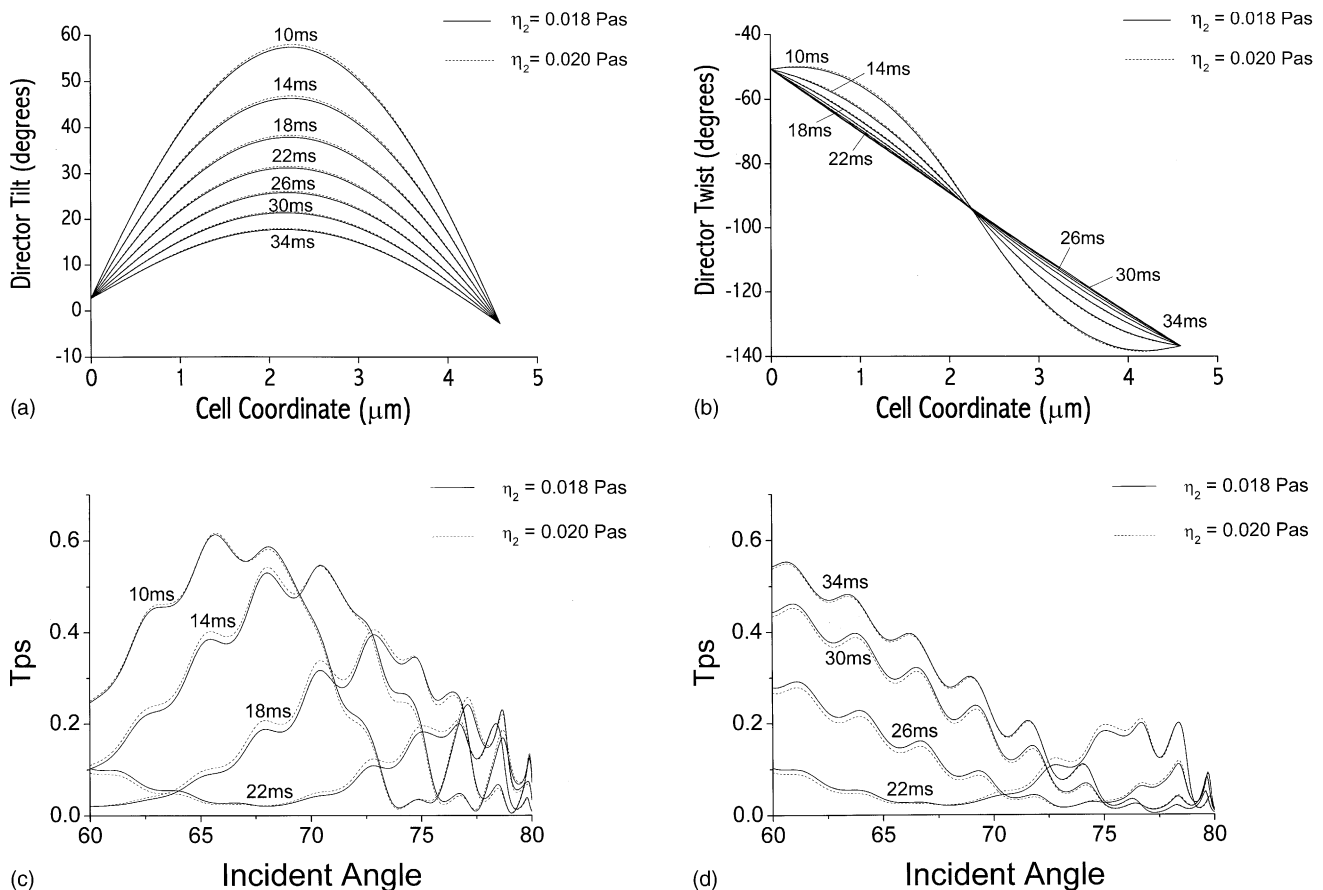 η2= 0.018 Pas
η2= 0.020 Pas
60
50
40
30
20
10
0
-10
Director Tilt (degrees)
10ms
14ms
18ms
22ms
26ms
30ms
34ms
0
1
2
3
4
5
(a)
Cell Coordinate (μm)
η2= 0.018 Pas
η2= 0.020 Pas
-40
-60
-80
-100
-120
-140
Director Twist (degrees)
10ms
14ms
18ms
22ms
26ms
30ms
34ms
0
1
2
3
4
5
(b)
Cell Coordinate (μm)
η2 = 0.018 Pas
η2 = 0.020 Pas
0.6
0.4
0.2
0.0
Tps
10ms
14ms
18ms
22ms
60
65
70
75
80
(c)
Incident Angle
η2 = 0.018 Pas
η2 = 0.020 Pas
0.6
0.4
0.2
0.0
Tps
34ms
30ms
26ms
22ms
60
65
70
75
80
(d)
Incident Angle